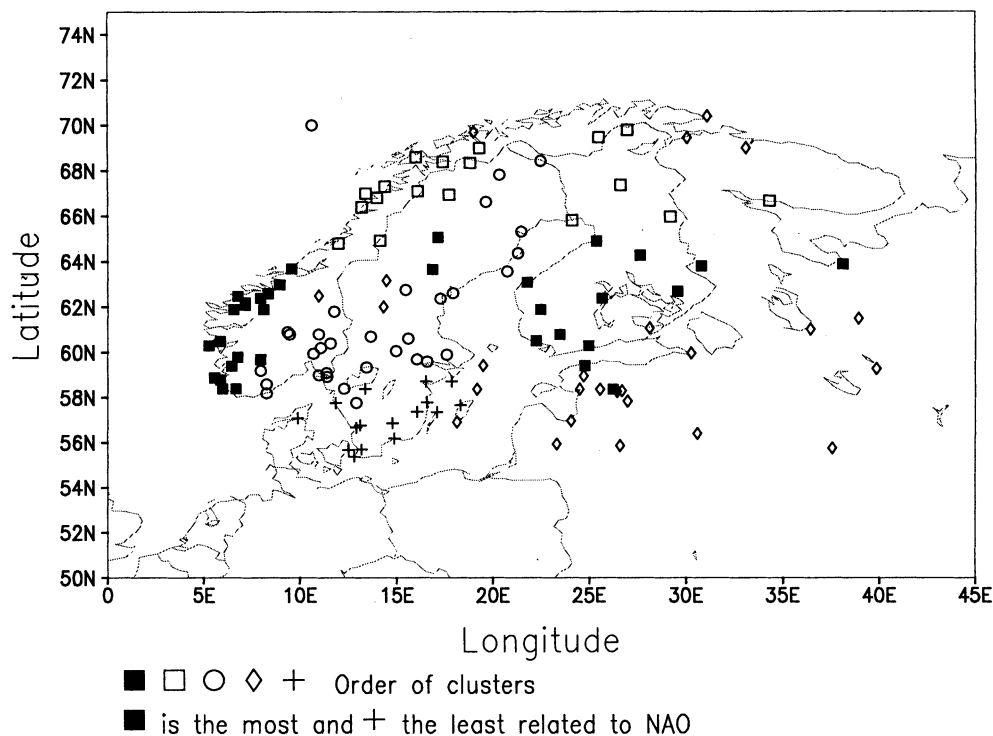 74N
72N
70N
68N
66N
64N
62N
60N
58N
56N
54N
52N
50N
Latitude
0 5E 10E 15E 20E 25E 30E 35E 40E 45E
Longitude
■ □ ○ ◇ + Order of clusters
■ is the most and + the least related to NAO